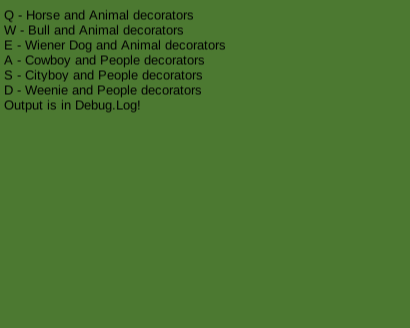 Q - Horse and Animal decorators
W - Bull and Animal decorators
E - Wiener Dog and Animal decorators
A - Cowboy and People decorators
S - Cityboy and People decorators
D - Weenie and People decorators
Output is in Debug.Log!